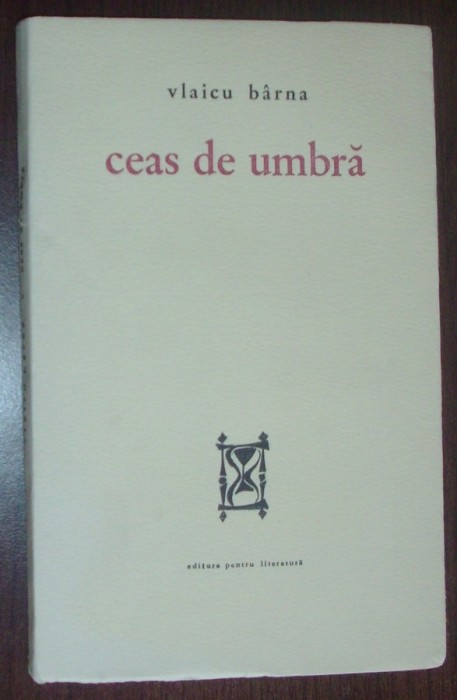 vlaicu bârna
ceas de umbră
editura pentru literatură